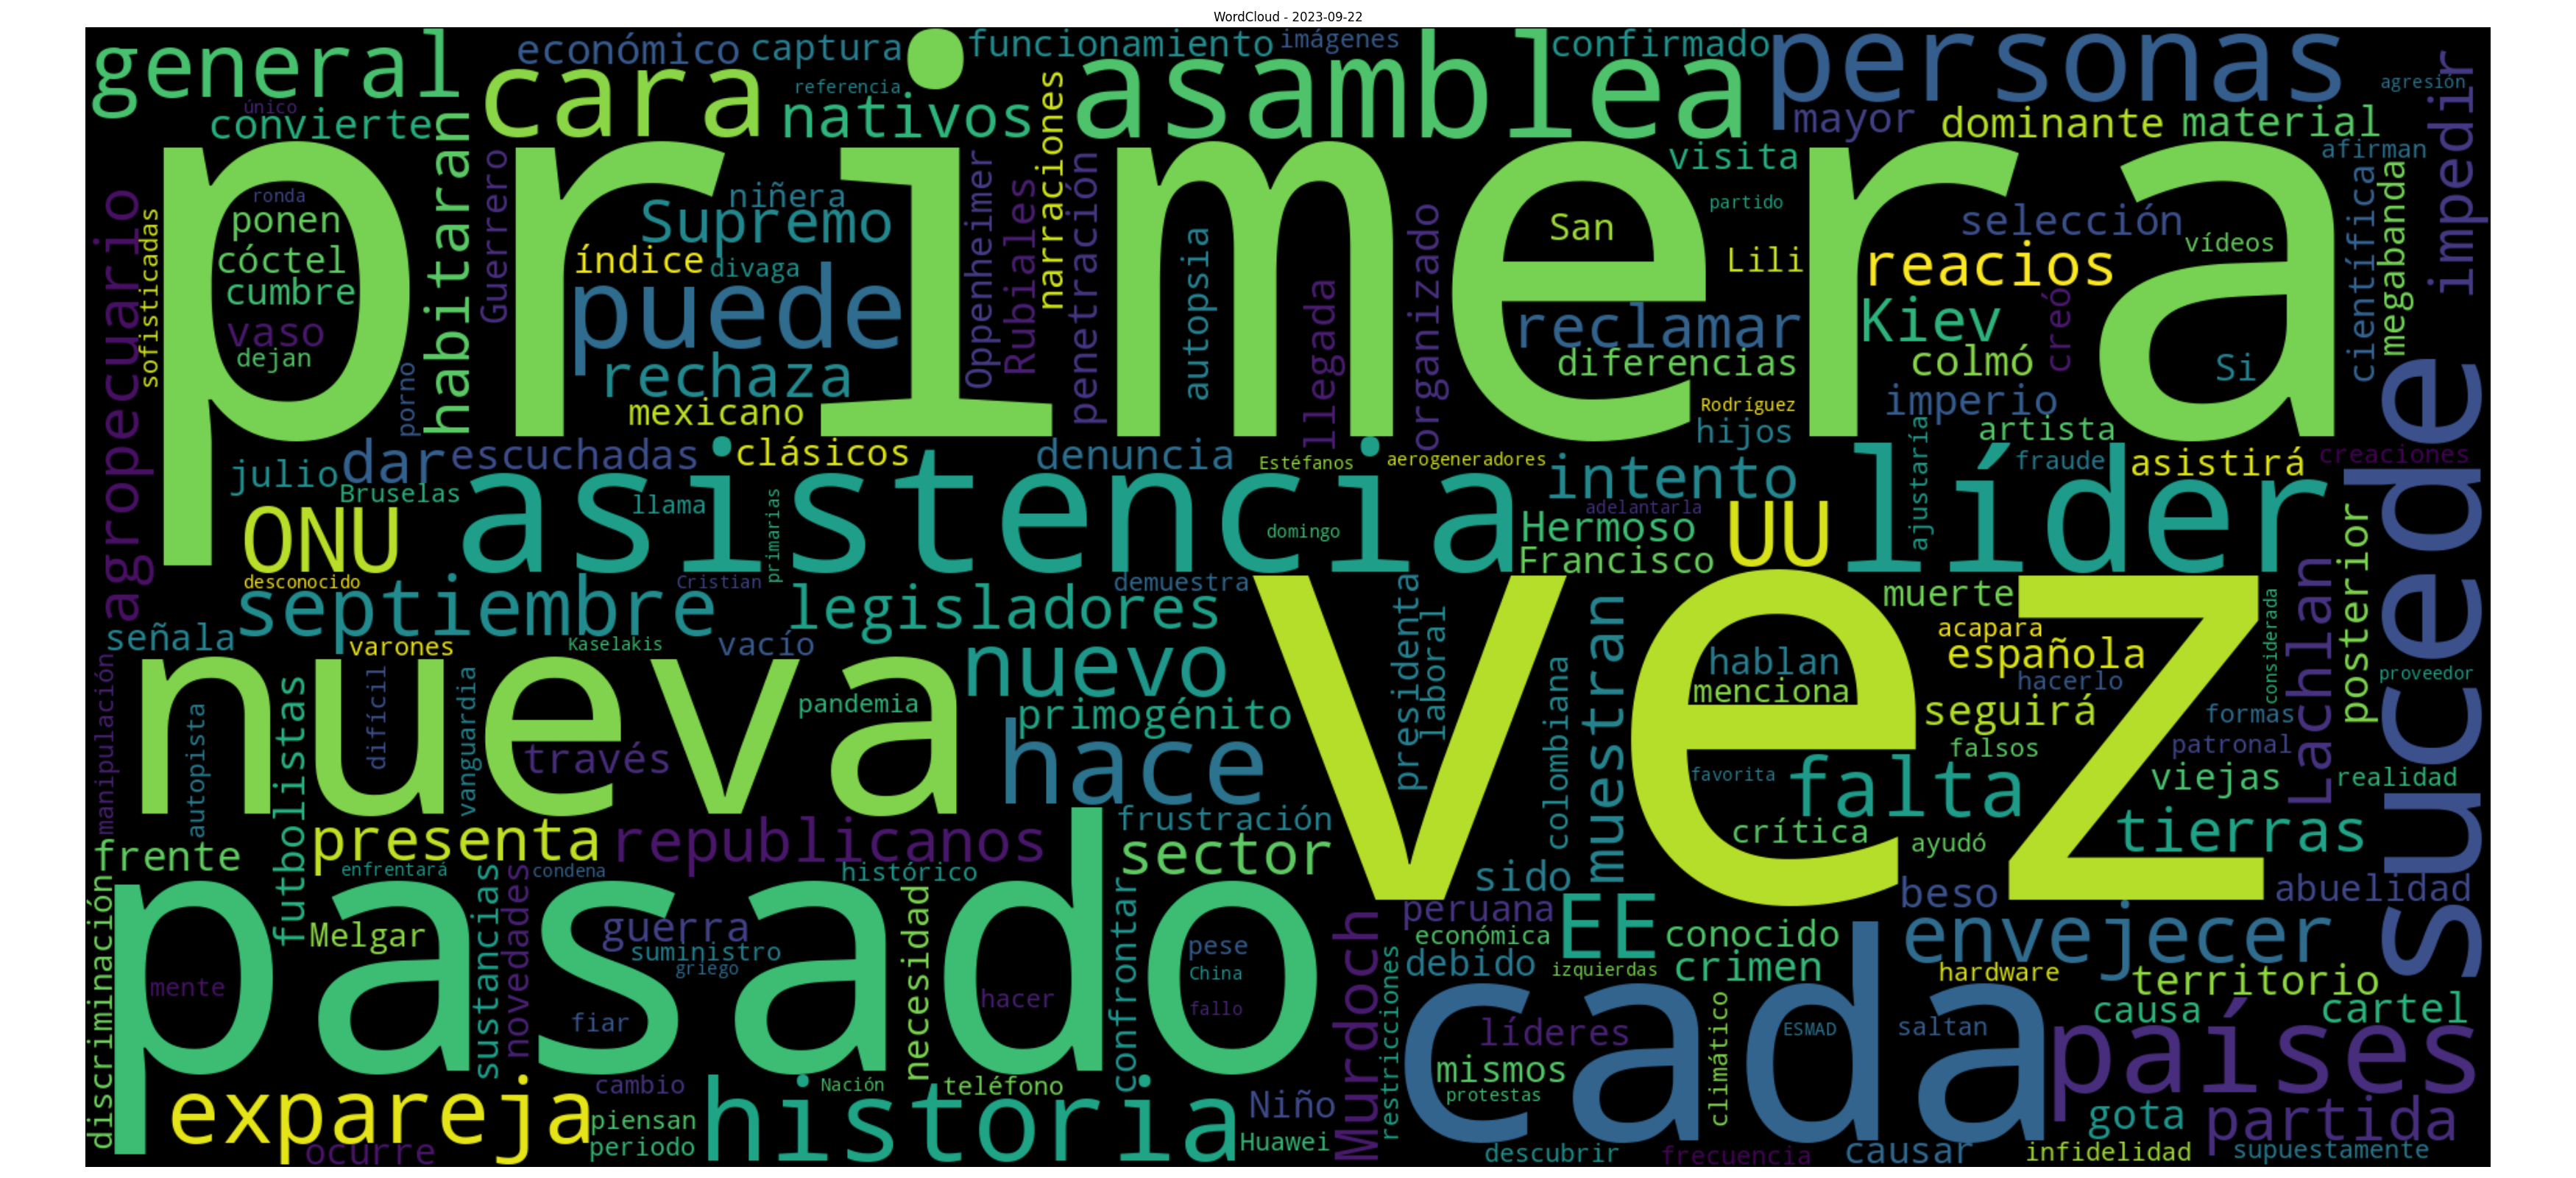 WordCloud - 2023-09-22
general
económico
captura
funcionamiento
imágenes
confirmado
personas
agresión
único
cara
referencia
nativos
asamblea
mayor
dominante
material
impedir
convierte
habitaran
narraciones
visita
afirman
primera
agropecuario
sofisticadas
ronda
ponen
cóctel
cumbre
vaso
dejan
porno
Guerrero
niñera
Supremo
índice
divaga
puede
rechaza
mexicano
Oppenheimer
Rubiales
penetración
autopsia
llegada
organizado
San
partido
Lili
reclamar
diferencias
Rodríguez
hijos
selección
reacios
vídeos
Kiev
creó
colmó
Si
imperio
científica
megabanda
artista
julio
dar
escuchadas
clásicos
denuncia
Estéfanos
aerogeneradores
intento
ajustaría
líder
fraude
asistirá
creaciones
Bruselas
ONU
asistencia
llama
primarias
domingo
adelantarla
Hermoso
Francisco
UU
sucede
desconocido
septiembre
Cristian
legisladores
demuestra
vez
muerte
posterior
señala
varones
Kaselakis
vacío
presidenta
laboral
muestran
acapara
española
hacerlo
considerada
Lachlan
proveedor
nueva
manipulación
autopista
futbolistas
difícil
vanguardia
través
pandemia
nuevo
primogénito
hace
colombiana
hablan
menciona
favorita
crítica
seguirá
falsos
falta
ayudó
formas
patronal
viejas
realidad
tierras
frente
presenta
republicanos
frustración
sector
enfrentará
condena
histórico
sido
beso
abuelidad
pasado
discriminación
Melgar
sustancias
novedades
guerra
suministro
griego
necesidad
confrontar
pese
China
fallo
mente
fiar
hacer
Murdoch
peruana
económica
debido
izquierdas
EE
conocido
crimen
envejecer
hardware
territorio
causa
cartel
restricciones
cada
líderes
mismos
protestas
climático
ESMAD
saltan
países
expareja
ocurre
cambio
piensan
periodo
historia
Nación
teléfono
Niño
Huawei
descubrir
frecuencia
causar
gota
partida
infidelidad
supuestamente